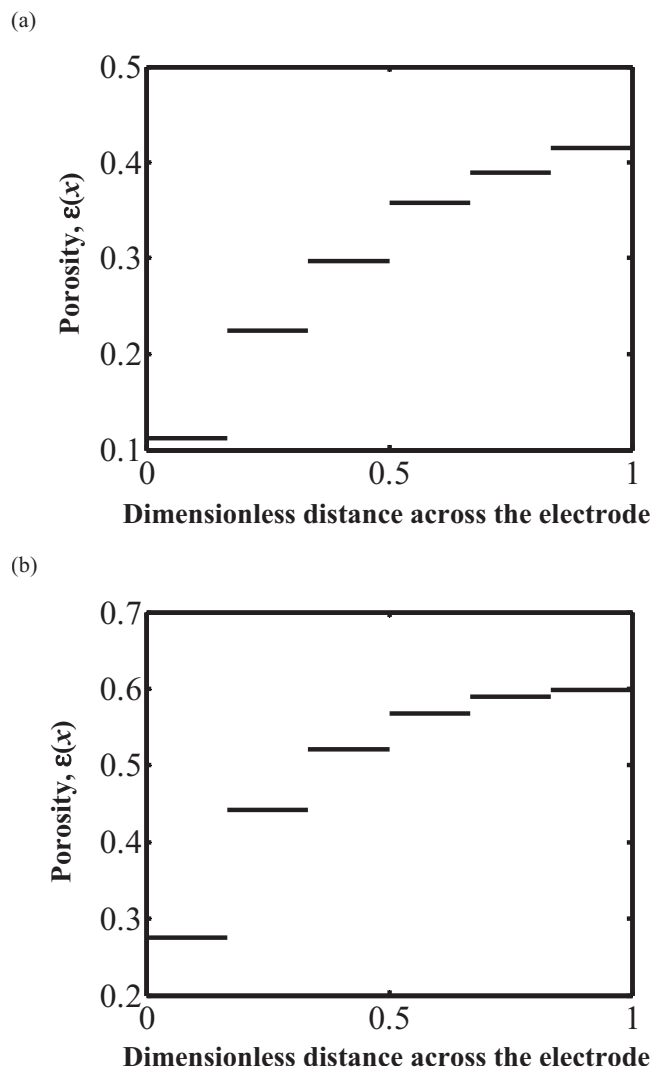 (a)
0.5
0.4
0.3
0.2
0.1
Porosity, ε(x)
0 0.5 1
Dimensionless distance across the electrode
(b)
0.7
0.6
0.5
0.4
0.3
0.2
Porosity, ε(x)
0 0.5 1
Dimensionless distance across the electrode